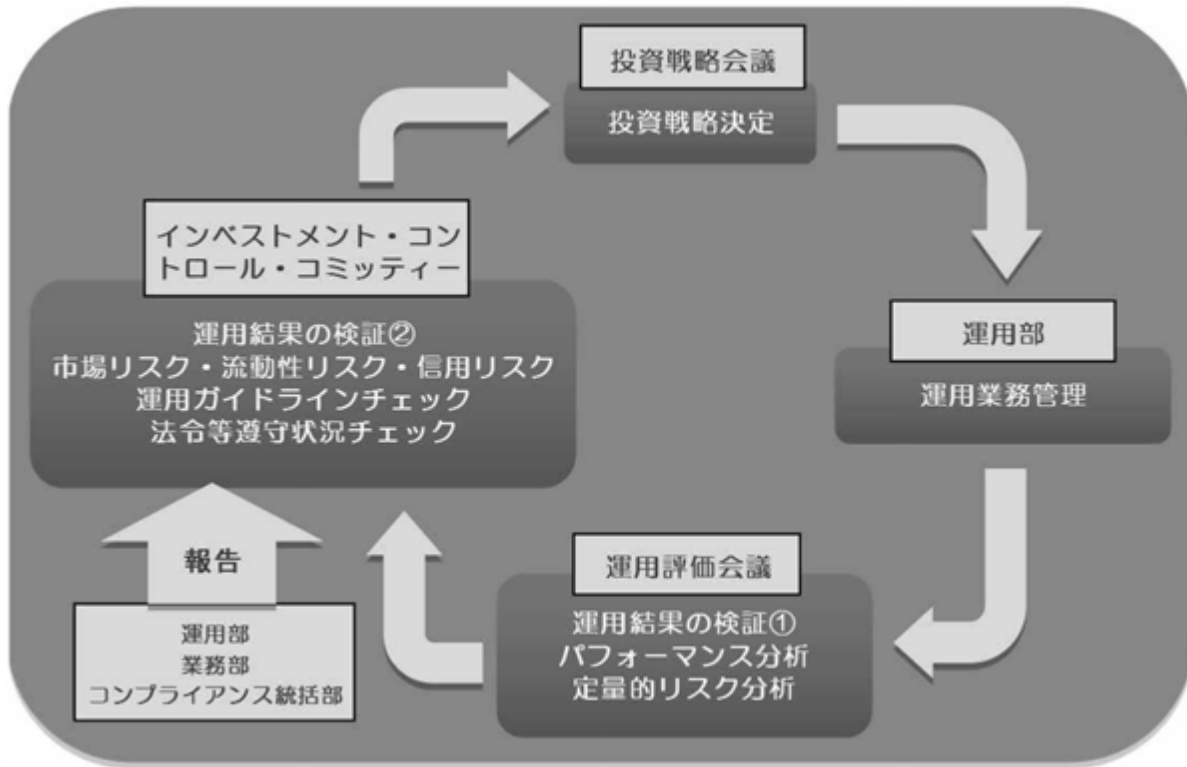 投資戦略会議
投資戦略決定
インベストメント・コン
トロール・コミッティー
運用結果の検証②
市場リスク・流動性リスク・信用リスク
運用ガイドラインチェック
法令等遵守状況チェック
運用部
運用業務管理
報告
運用部
業務部
コンプライアンス統括部
運用評価会議
運用結果の検証①
パフォーマンス分析
定量的リスク分析